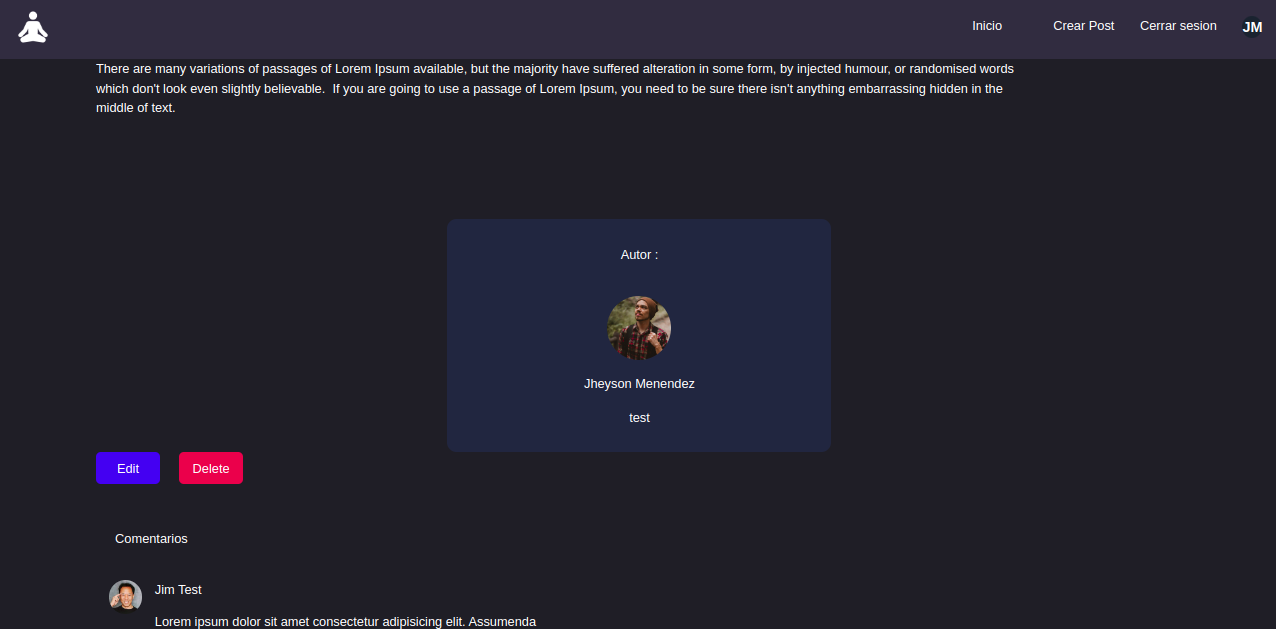 Inicio Crear Post Cerrar sesion JM
There are many variations of passages of Lorem Ipsum available, but the majority have suffered alteration in some form, by injected humour, or randomised words
which don't look even slightly believable.  If you are going to use a passage of Lorem Ipsum, you need to be sure there isn't anything embarrassing hidden in the
middle of text.
Autor :
Jheyson Menendez
test
Edit Delete
Comentarios
Jim Test
Lorem ipsum dolor sit amet consectetur adipisicing elit. Assumenda